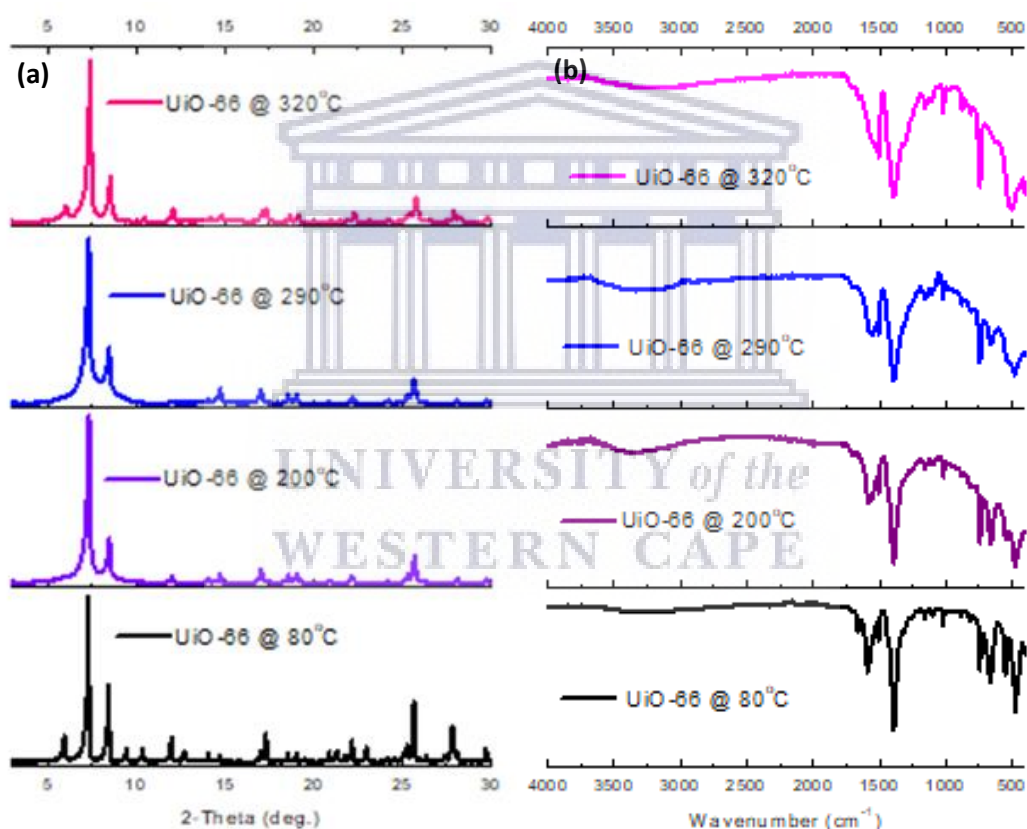 5 10 15 20 25 30 4000 3500 3000 2500 2000 1500 1000 500
(a) (b)
UiO-66 @ 320°C
UiO-66 @ 320°C
UiO-66 @ 290°C
UiO-66 @ 290°C
UNIVERSITY of the
UiO-66 @ 200°C
UiO-66 @ 200°C
WESTERN CAPE
UiO-66 @ 80°C
UiO-66 @ 80°C
5 10 15 20 25 30 4000 3500 3000 2500 2000 1500 1000 500
2-Theta (deg.) Wavenumber (cm⁻¹)